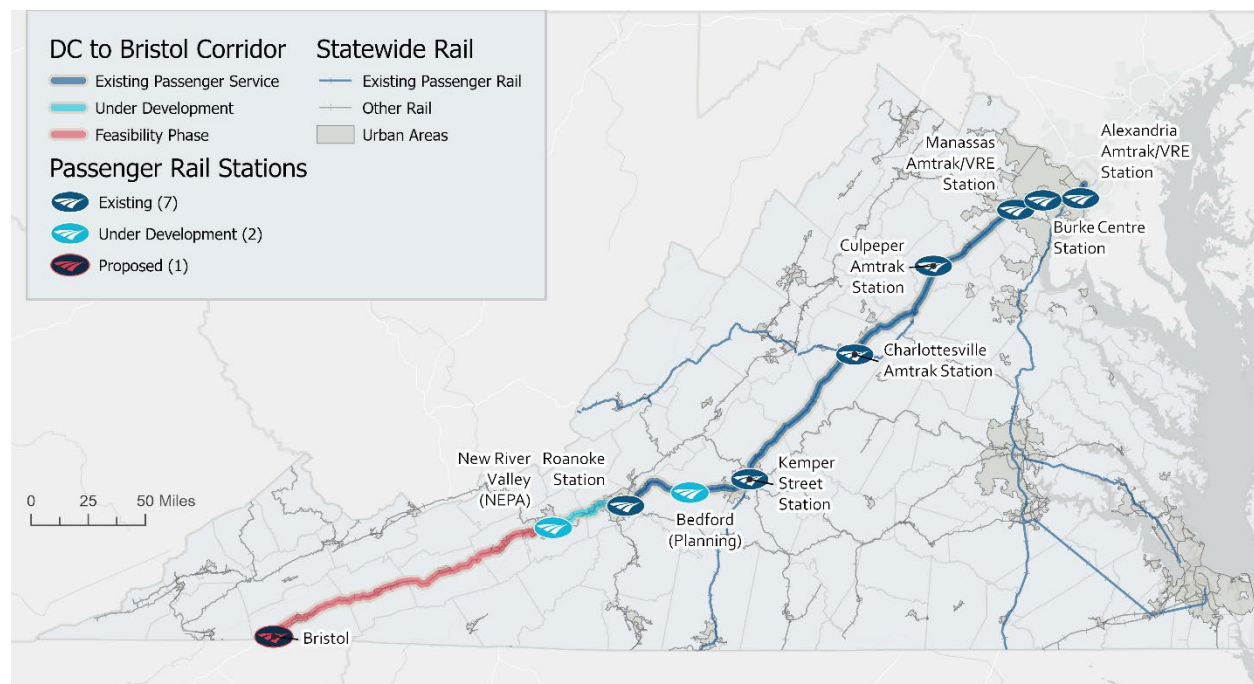 DC to Bristol Corridor
Existing Passenger Service
Under Development
Feasibility Phase
Passenger Rail Stations
Existing (7)
Under Development (2)
Proposed (1)
Statewide Rail
Existing Passenger Rail
Other Rail
Urban Areas
Alexandria
Amtrak/VRE
Station
Manassas
Amtrak/VRE
Station
Burke Centre
Station
Culpeper
Amtrak
Station
Charlottesville
Amtrak Station
Kemper
Street
Station
Bedford
(Planning)
Roanoke
Station
New River
Valley
(NEPA)
Bristol
0 25 50 Miles